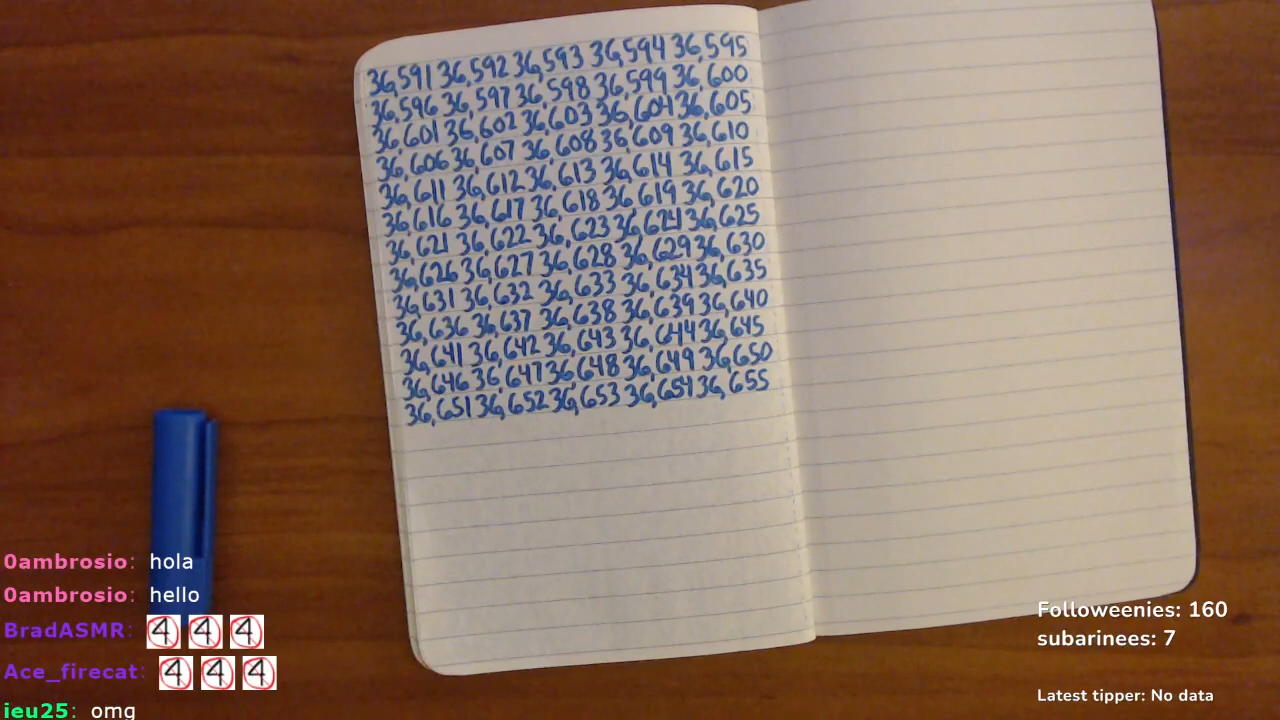 36,591 36,592 36,593 36,594 36,595
36,596 36,597 36,598 36,599 36,600
36,601 36,602 36,603 36,604 36,605
36,606 36,607 36,608 36,609 36,610
36,611 36,612 36,613 36,614 36,615
36,616 36,617 36,618 36,619 36,620
36,621 36,622 36,623 36,624 36,625
36,626 36,627 36,628 36,629 36,630
36,631 36,632 36,633 36,634 36,635
36,636 36,637 36,638 36,639 36,640
36,641 36,642 36,643 36,644 36,645
36,646 36,647 36,648 36,649 36,650
36,651 36,652 36,653 36,654 36,655
0ambrosio: hola
0ambrosio: hello
BradASMR: 4 4 4
Ace_firecat: 4 4 4
ieu25: omg
Followeenies: 160
subarinees: 7
Latest tipper: No data